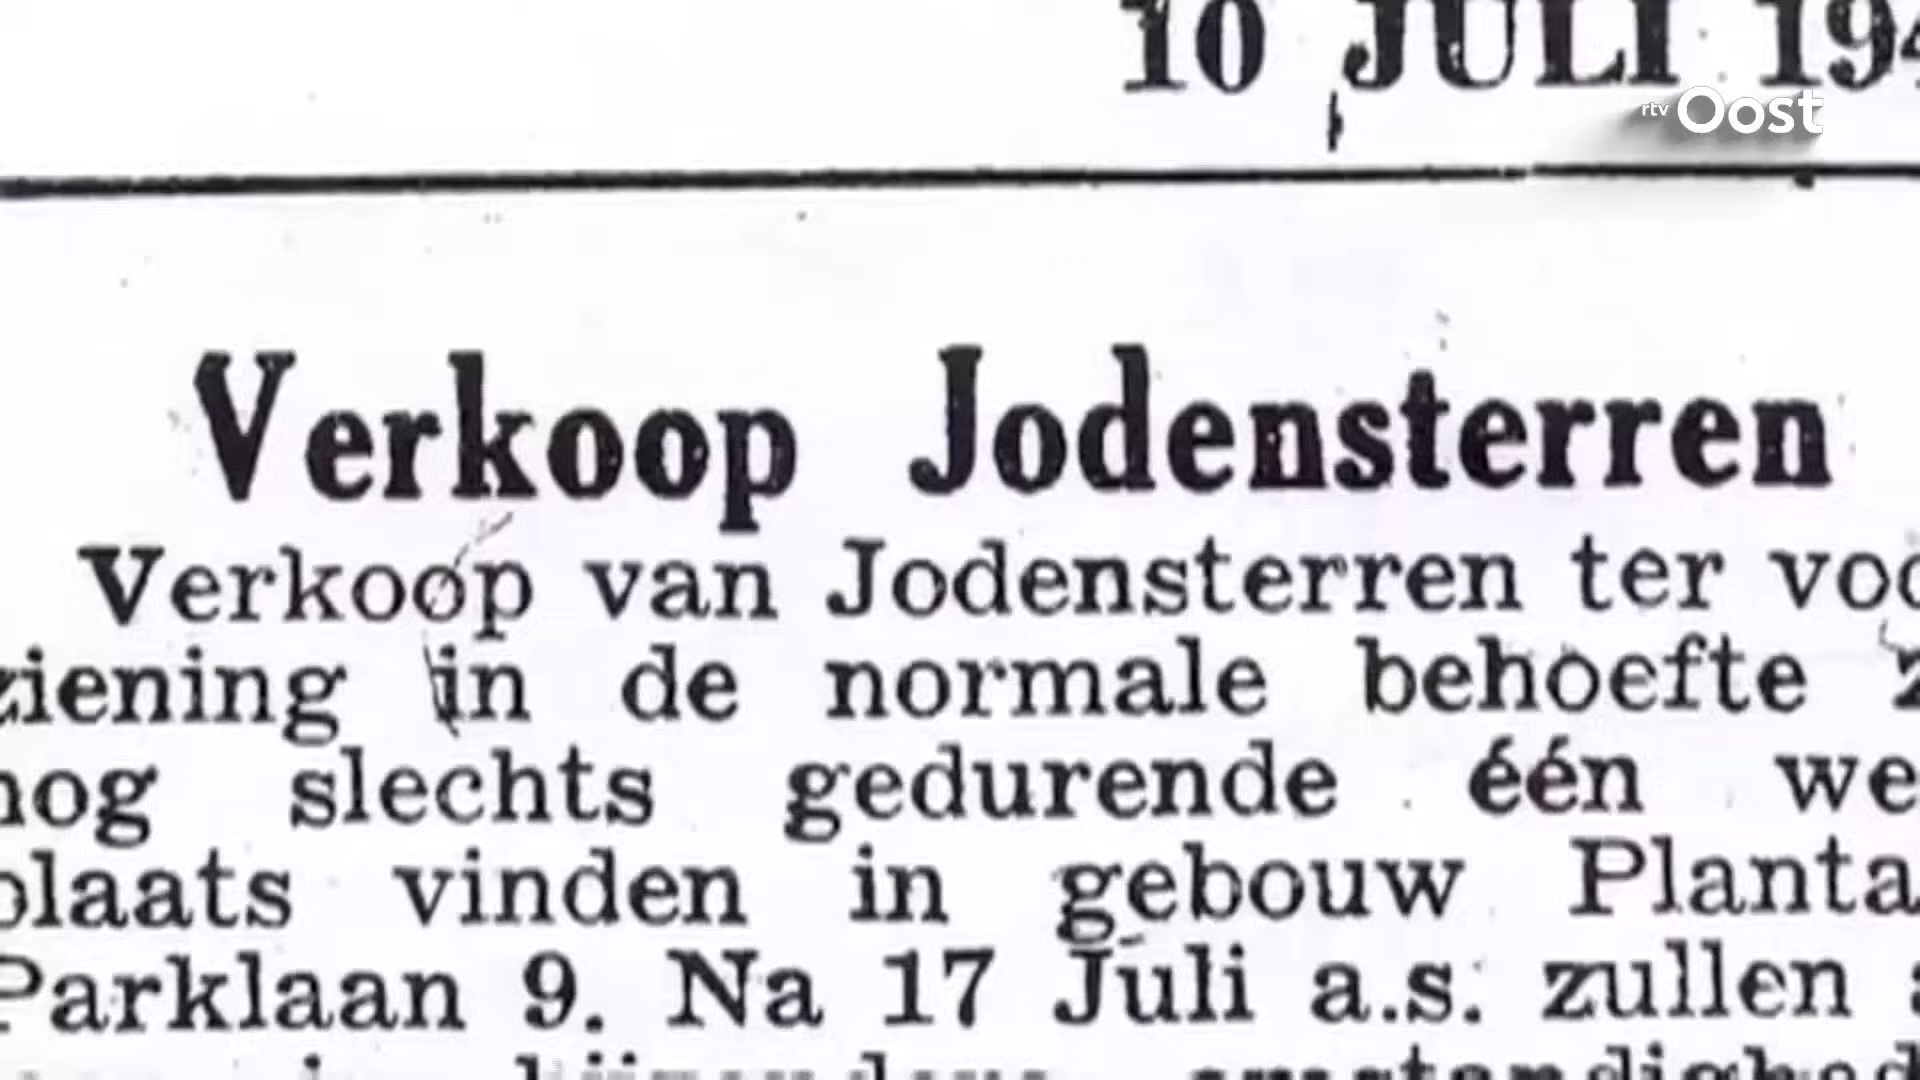 10 JULI 194
rtv Oost
Verkoop Jodensterren
Verkoop van Jodensterren ter voo
ziening in de normale behoefte z
nog slechts gedurende één we
plaats vinden in gebouw Planta
Parklaan 9. Na 17 Juli a.s. zullen